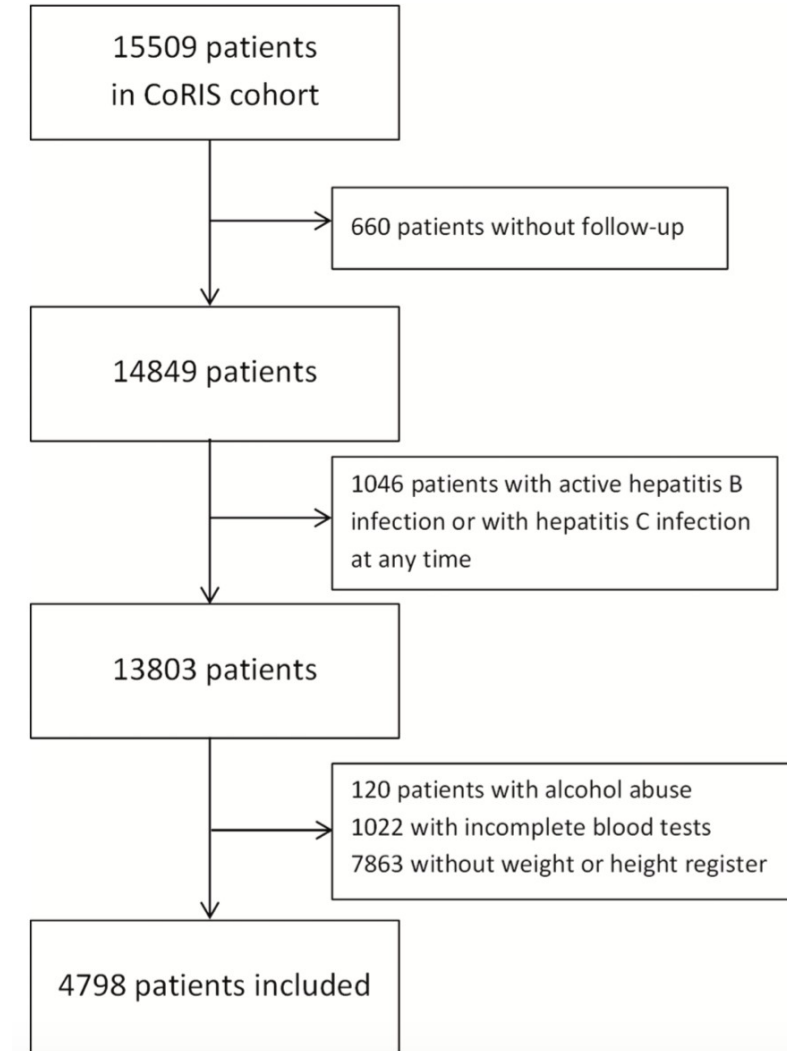 15509 patients
in CoRIS cohort
660 patients without follow-up
14849 patients
1046 patients with active hepatitis B
infection or with hepatitis C infection
at any time
13803 patients
120 patients with alcohol abuse
1022 with incomplete blood tests
7863 without weight or height register
4798 patients included